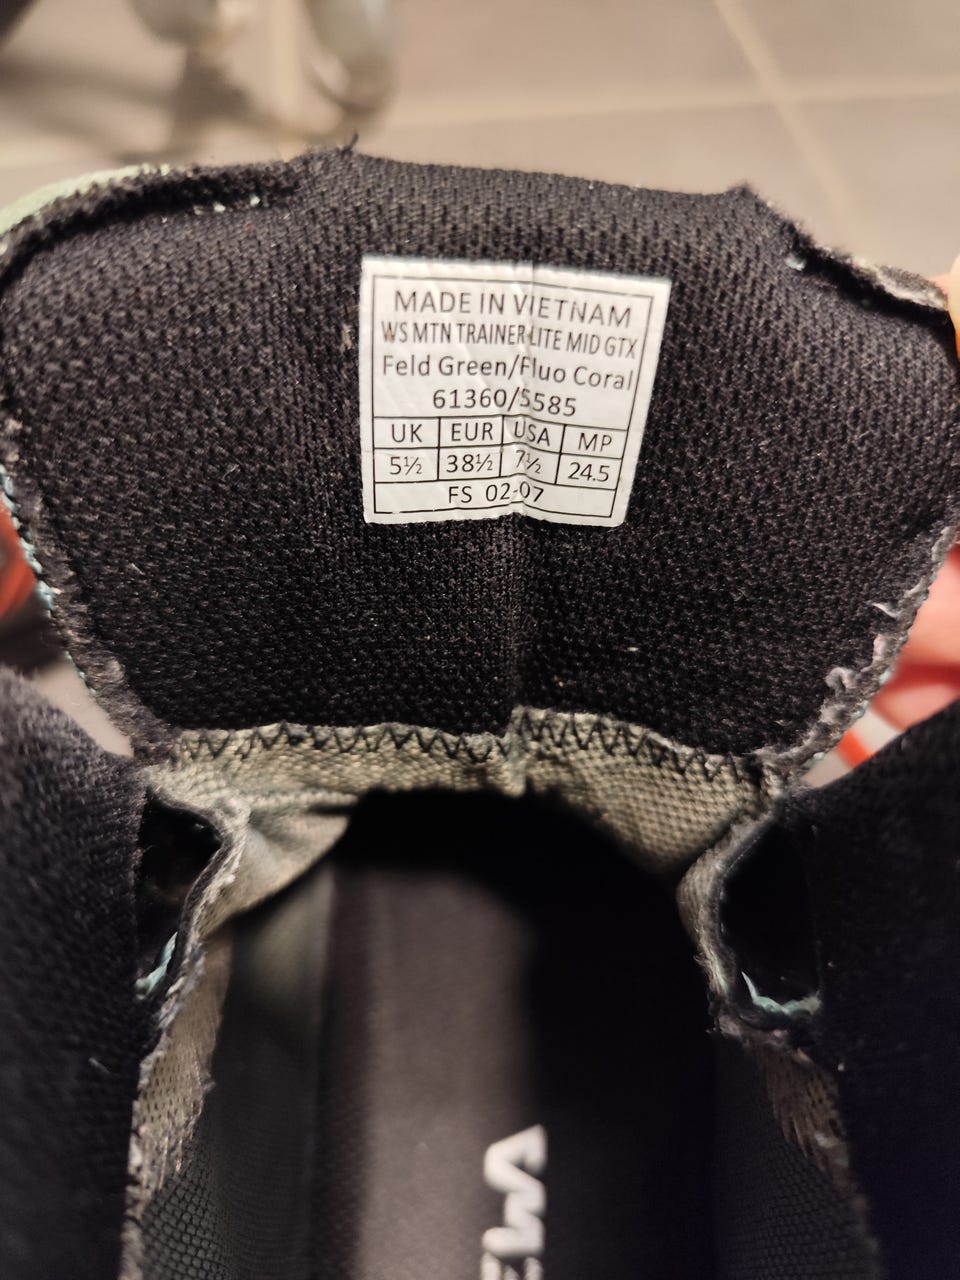 MADE IN VIETNAM
WS MTN TRAINER LITE MID GTX
Feld Green/Fluo Coral
61360/5585
UK EUR USA MP
5½ 38½ 7½ 24.5
FS 02-07